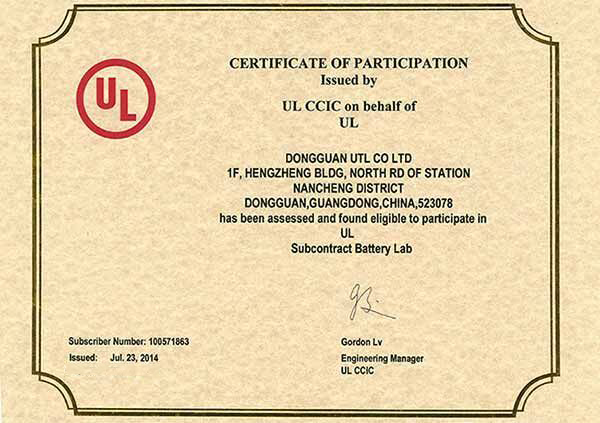 UL
CERTIFICATE OF PARTICIPATION
Issued by
UL CCIC on behalf of
UL
DONGGUAN UTL CO LTD
1F, HENGZHENG BLDG, NORTH RD OF STATION
NANCHENG DISTRICT
DONGGUAN,GUANGDONG,CHINA,523078
has been assessed and found eligible to participate in
UL
Subcontract Battery Lab
Subscriber Number: 100571863
Issued: Jul. 23, 2014
Gordon Lv
Engineering Manager
UL CCIC